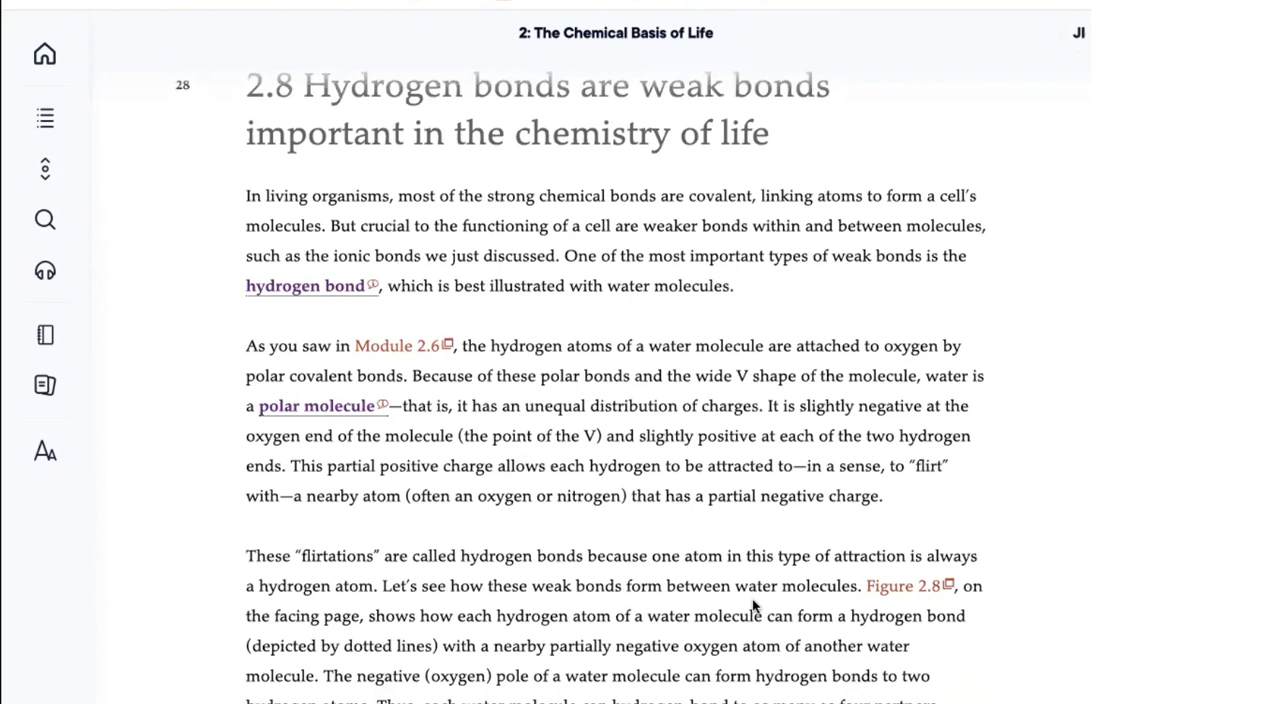 2: The Chemical Basis of Life
JI
28
2.8 Hydrogen bonds are weak bonds
important in the chemistry of life
In living organisms, most of the strong chemical bonds are covalent, linking atoms to form a cell’s
molecules. But crucial to the functioning of a cell are weaker bonds within and between molecules,
such as the ionic bonds we just discussed. One of the most important types of weak bonds is the
hydrogen bond, which is best illustrated with water molecules.
As you saw in Module 2.6, the hydrogen atoms of a water molecule are attached to oxygen by
polar covalent bonds. Because of these polar bonds and the wide V shape of the molecule, water is
a polar molecule—that is, it has an unequal distribution of charges. It is slightly negative at the
oxygen end of the molecule (the point of the V) and slightly positive at each of the two hydrogen
ends. This partial positive charge allows each hydrogen to be attracted to—in a sense, to “flirt”
with—a nearby atom (often an oxygen or nitrogen) that has a partial negative charge.
These “flirtations” are called hydrogen bonds because one atom in this type of attraction is always
a hydrogen atom. Let’s see how these weak bonds form between water molecules. Figure 2.8, on
the facing page, shows how each hydrogen atom of a water molecule can form a hydrogen bond
(depicted by dotted lines) with a nearby partially negative oxygen atom of another water
molecule. The negative (oxygen) pole of a water molecule can form hydrogen bonds to two